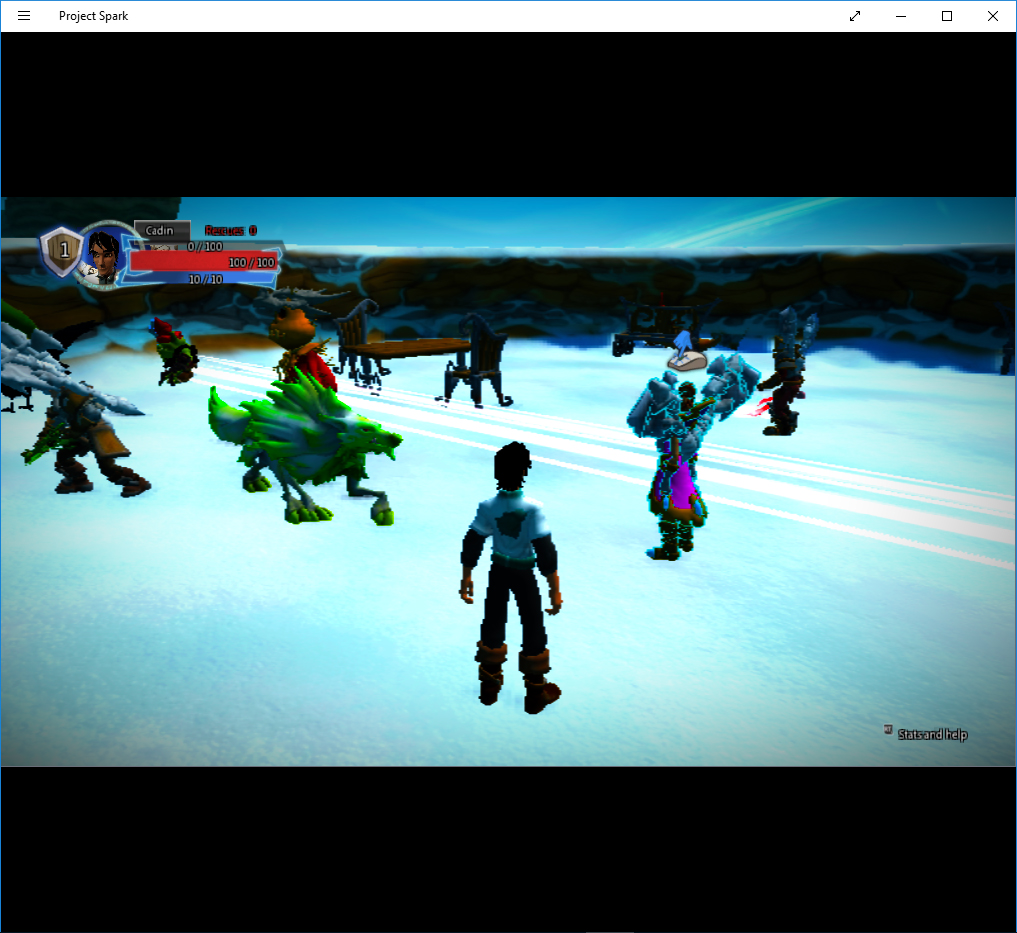 Project Spark
Cadin
Rescues 0
0 / 100
1
100 / 100
10 / 10
Stats and help